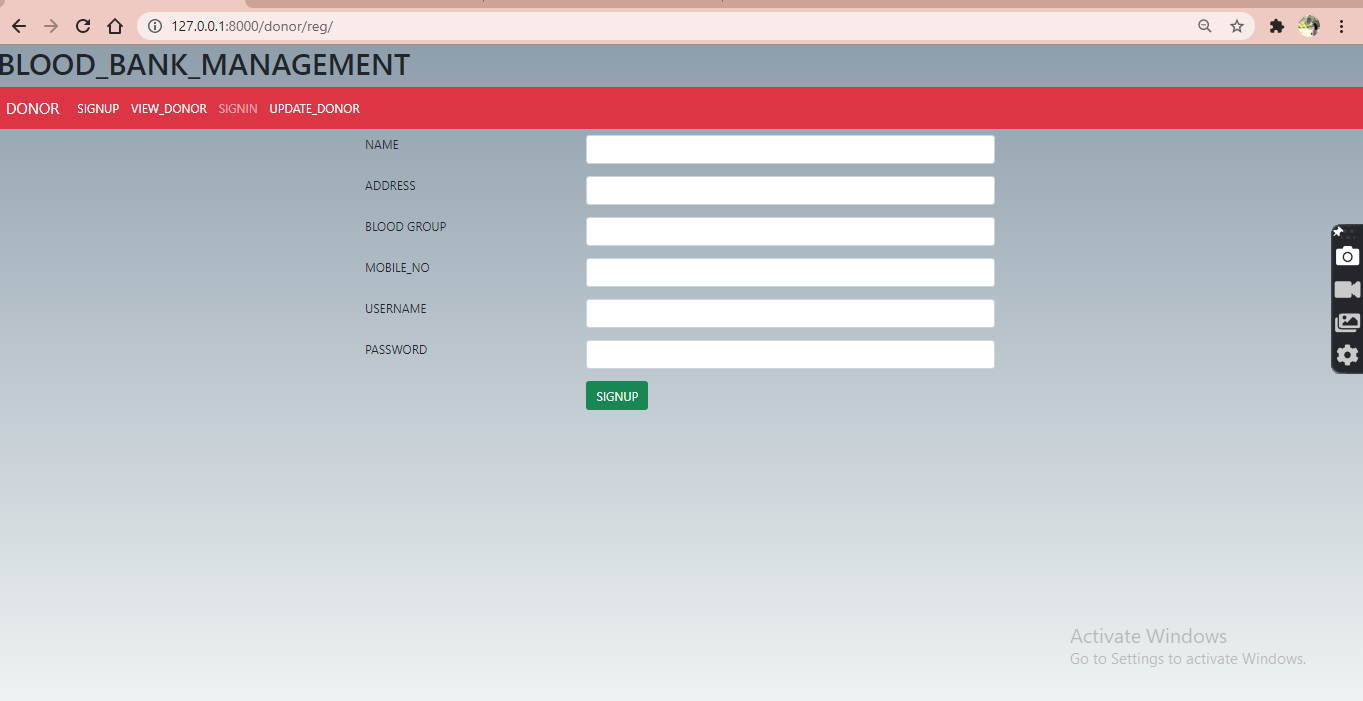 127.0.0.1:8000/donor/reg/
BLOOD_BANK_MANAGEMENT
DONOR SIGNUP VIEW_DONOR SIGNIN UPDATE_DONOR
NAME
ADDRESS
BLOOD GROUP
MOBILE_NO
USERNAME
PASSWORD
SIGNUP
Activate Windows
Go to Settings to activate Windows.